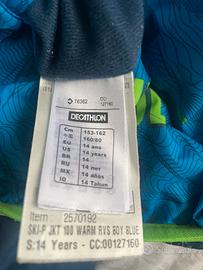 76362
CC
127160
DECATHLON
Cm 153-162
160/80
EU 14 ans
US 14 years
BR 14
RU 14
MX 14 años
ID 14 Tahun
Item: 2570192
SKI-P JKT 100 WARM RVS BOY BLUE
S:14 Years - CC:00127160